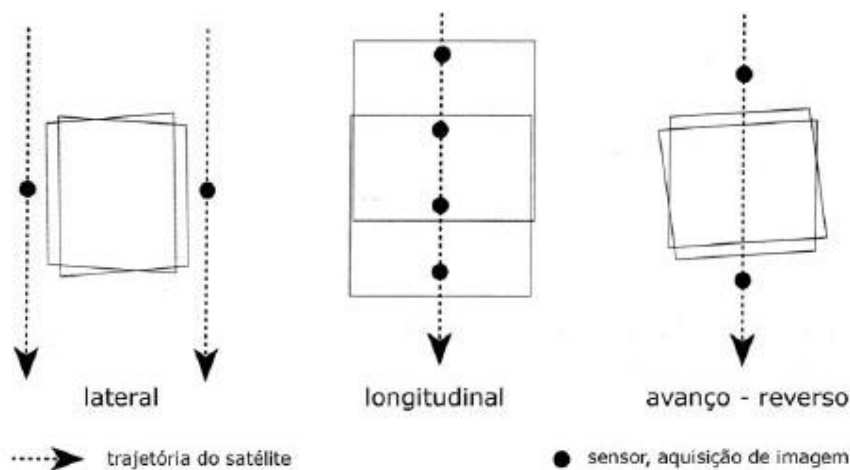 lateral
longitudinal
avanço - reverso
trajetória do satélite
sensor, aquisição de imagem